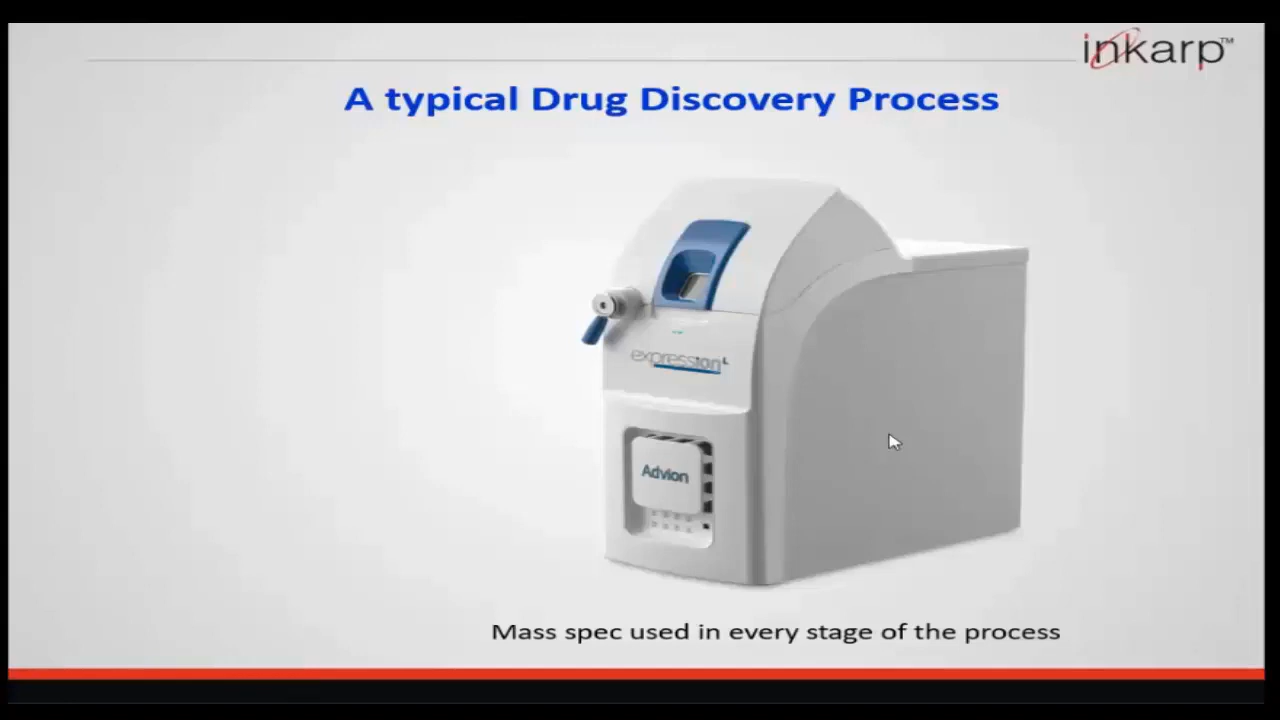 inkarp™
A typical Drug Discovery Process
expression L
Advion
Mass spec used in every stage of the process